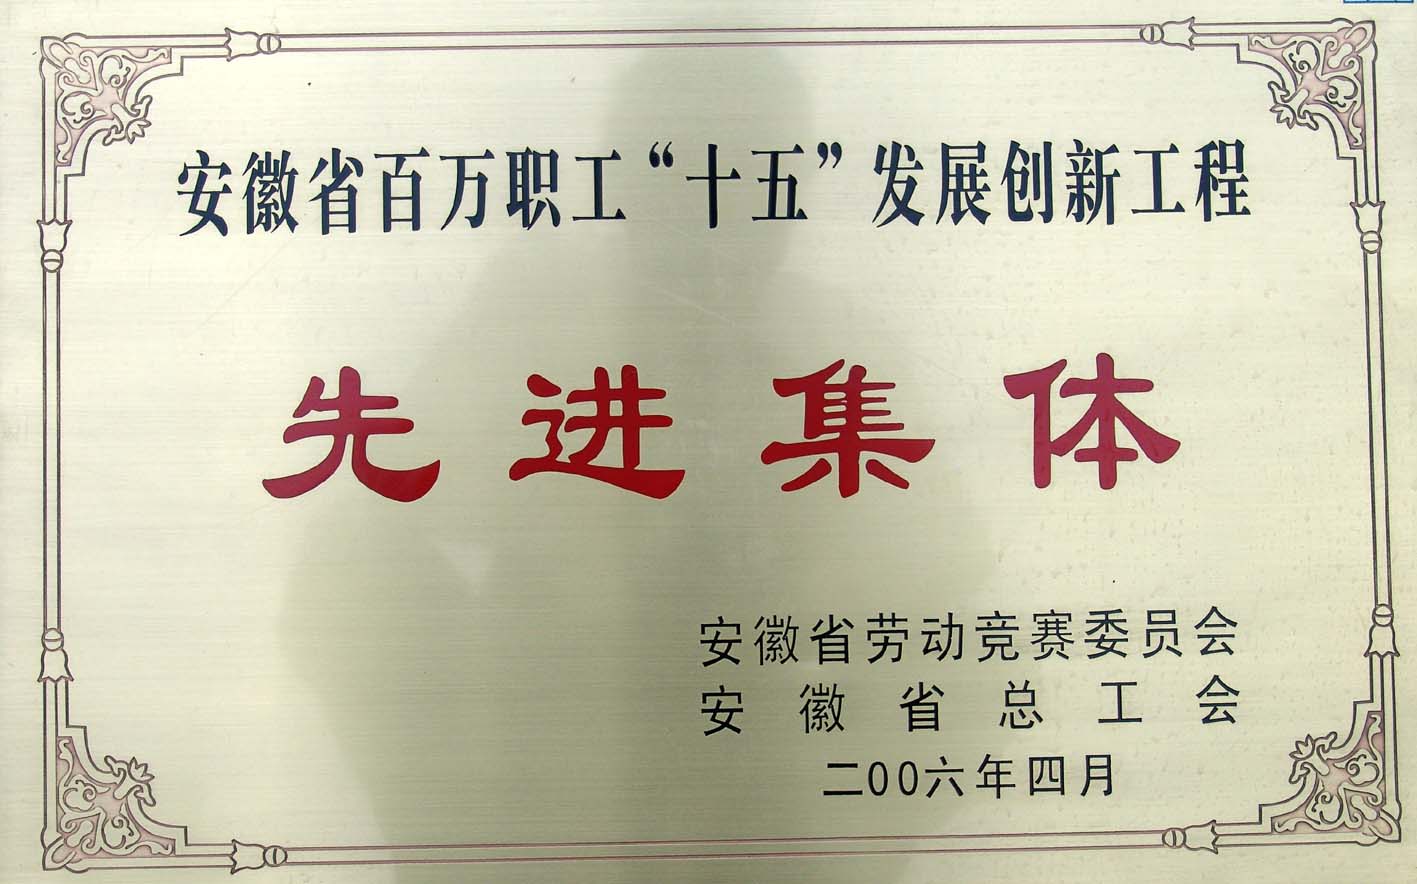 安徽省百万职工“十五”发展创新工程
先进集体
安徽省劳动竞赛委员会
安徽省总工会
二00六年四月